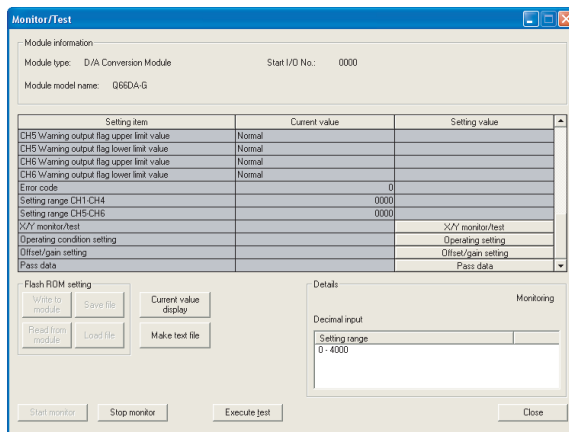 Monitor/Test
Module information
Module type: D/A Conversion Module Start I/O No.: 0000
Module model name: Q66DA-G
Setting item Current value Setting value
CH5 Warning output flag upper limit value Normal
CH5 Warning output flag lower limit value Normal
CH6 Warning output flag upper limit value Normal
CH6 Warning output flag lower limit value Normal
Error code 0
Setting range CH1-CH4 0000
Setting range CH5-CH6 0000
X/Y monitor/test X/Y monitor/test
Operating condition setting Operating setting
Offset/gain setting Offset/gain setting
Pass data Pass data
Flash ROM setting
Write to
module
Save file
Current value
display
Read from
module
Load file
Make text file
Details
Monitoring
Decimal input
Setting range
0 - 4000
Start monitor Stop monitor Execute test Close